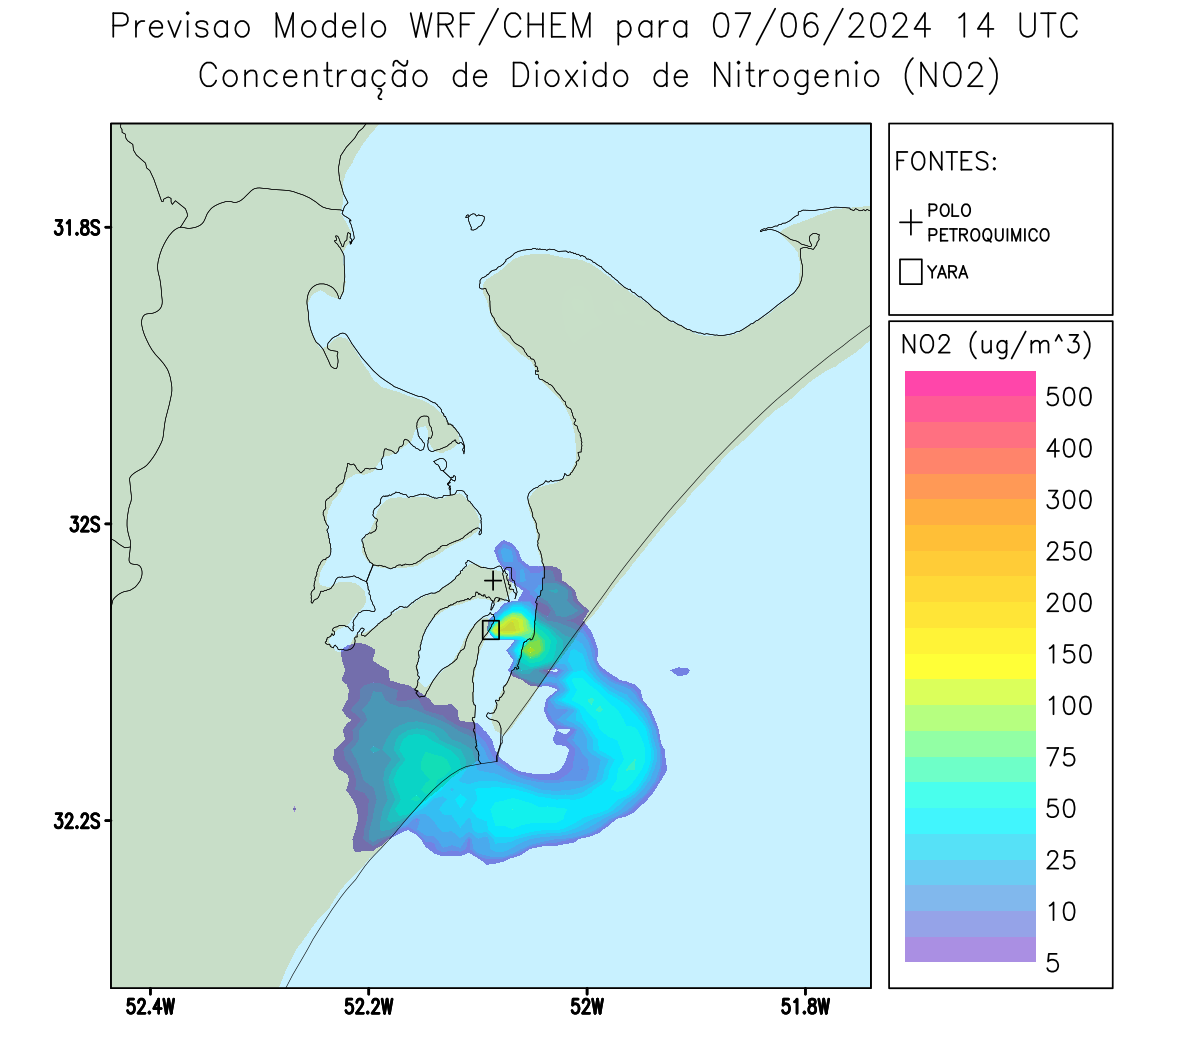 Previsao Modelo WRF/CHEM para 07/06/2024 14 UTC
Concentração de Dioxido de Nitrogenio (NO2)
FONTES:
POLO
PETROQUIMICO
YARA
31.8S
32S
32.2S
52.4W
52.2W
52W
51.8W
NO2 (ug/m^3)
500
400
300
250
200
150
100
75
50
25
10
5